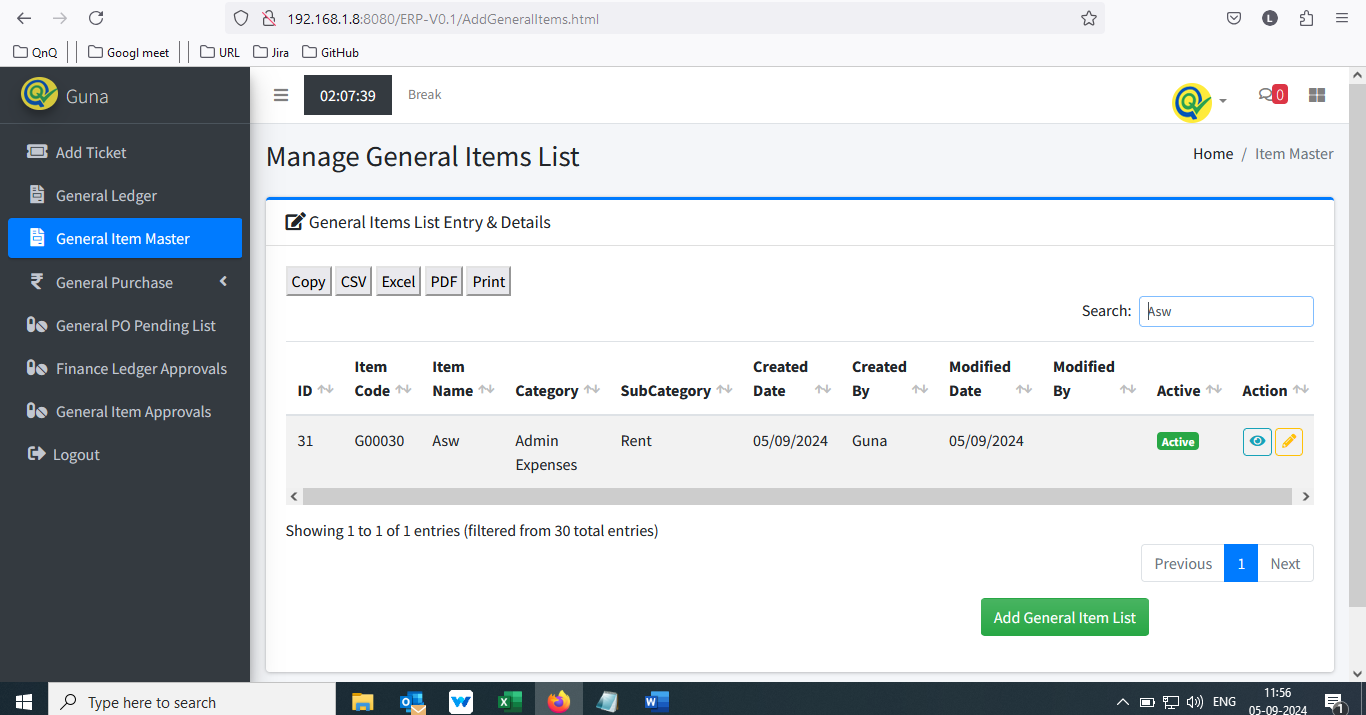 192.168.1.8:8080/ERP-V0.1/AddGeneralItems.html
L
QnQ
Googl meet
URL
Jira
GitHub
Guna
02:07:39
Break
0
Add Ticket
General Ledger
General Item Master
General Purchase
General PO Pending List
Finance Ledger Approvals
General Item Approvals
Logout
Manage General Items List
Home / Item Master
General Items List Entry & Details
Copy CSV Excel PDF Print
Search: Asw
ID Item Code Item Name Category SubCategory Created Date Created By Modified Date Modified By Active Action
31 G00030 Asw Admin Expenses Rent 05/09/2024 Guna 05/09/2024 Active
Showing 1 to 1 of 1 entries (filtered from 30 total entries)
Previous 1 Next
Add General Item List
Type here to search
ENG
11:56
05-09-2024
1